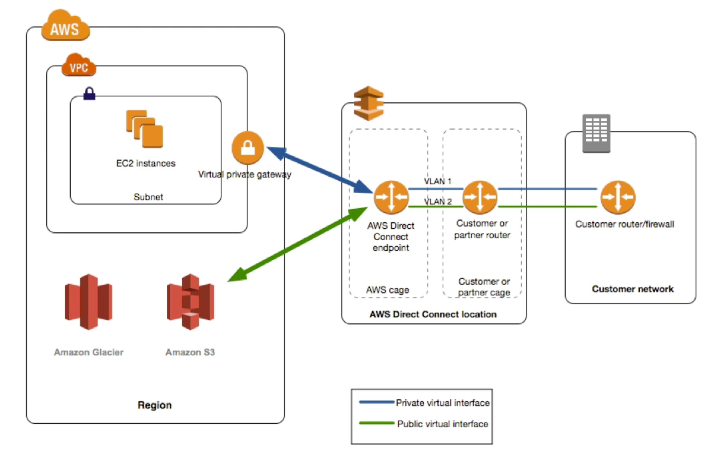 AWS
VPC
EC2 instances
Virtual private gateway
Subnet
Amazon Glacier
Amazon S3
Region
VLAN 1
VLAN 2
AWS Direct
Connect
endpoint
Customer or
partner router
AWS cage
Customer or
partner cage
AWS Direct Connect location
Customer router/firewall
Customer network
Private virtual interface
Public virtual interface